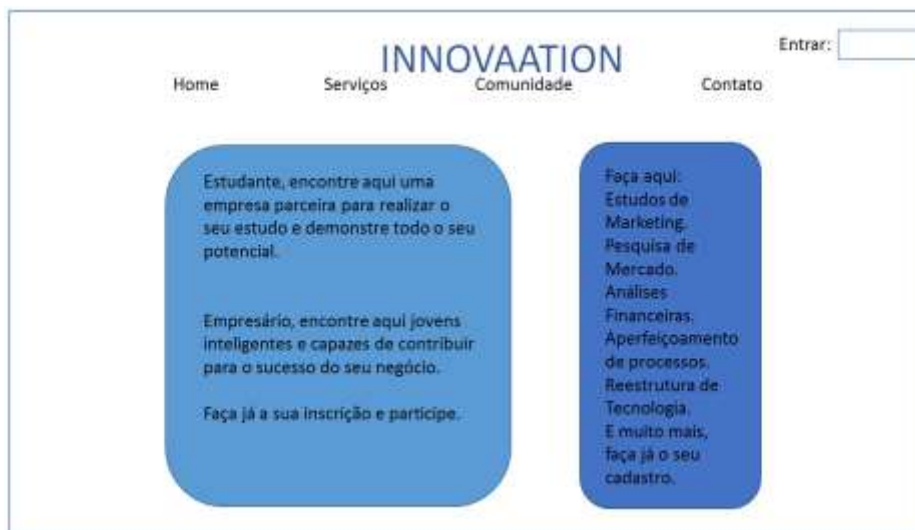 Entrar:
INNOVAATION
Home Serviços Comunidade Contato
Estudante, encontre aqui uma
empresa parceira para realizar o
seu estudo e demonstre todo o seu
potencial.
Empresário, encontre aqui jovens
inteligentes e capazes de contribuir
para o sucesso do seu negócio.
Faça já a sua inscrição e participe.
Faça aqui:
Estudos de
Marketing.
Pesquisa de
Mercado.
Análises
Financeiras.
Aperfeiçoamento
de processos.
Reestrutura de
Tecnologia.
E muito mais,
faça já o seu
cadastro.